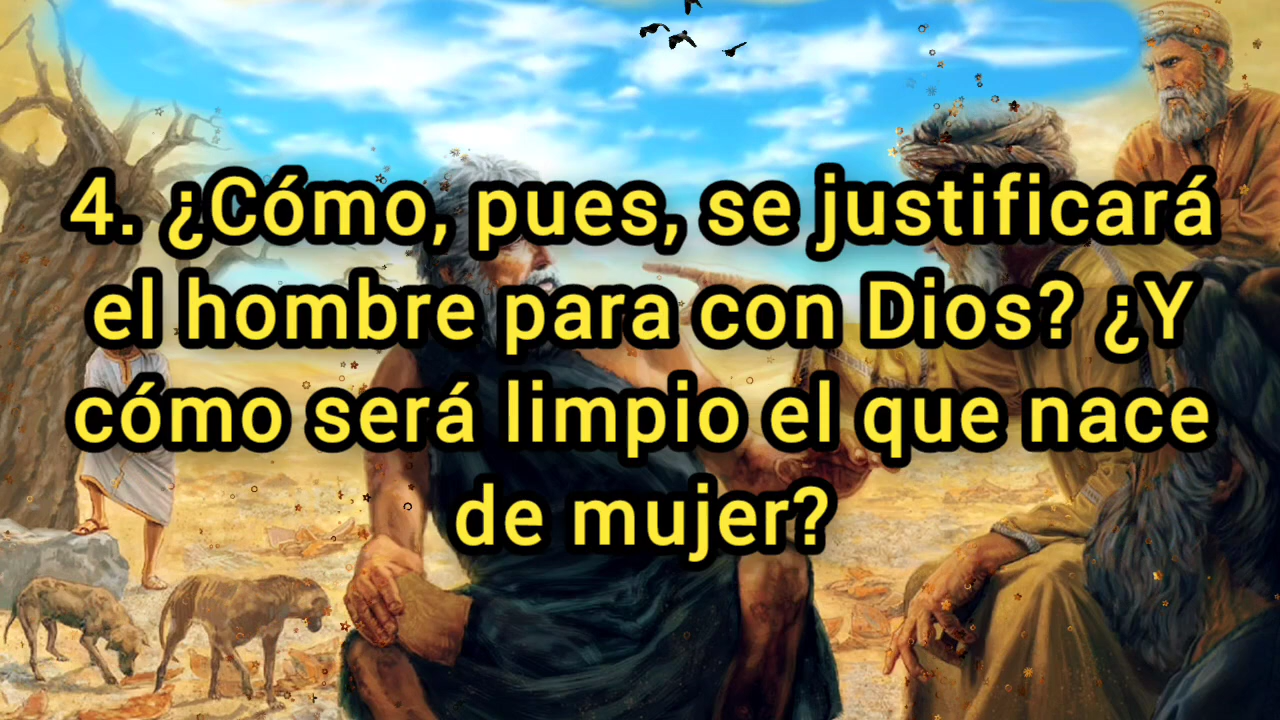 4. ¿Cómo, pues, se justificará
el hombre para con Dios? ¿Y
cómo será limpio el que nace
de mujer?